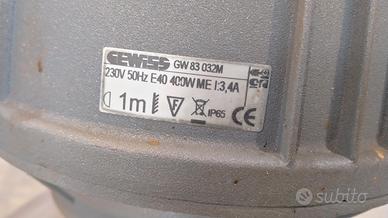 GEWISS GW 83 032M
230V 50Hz E40 400W ME I:3,4A
1m F IP65 CE
subito